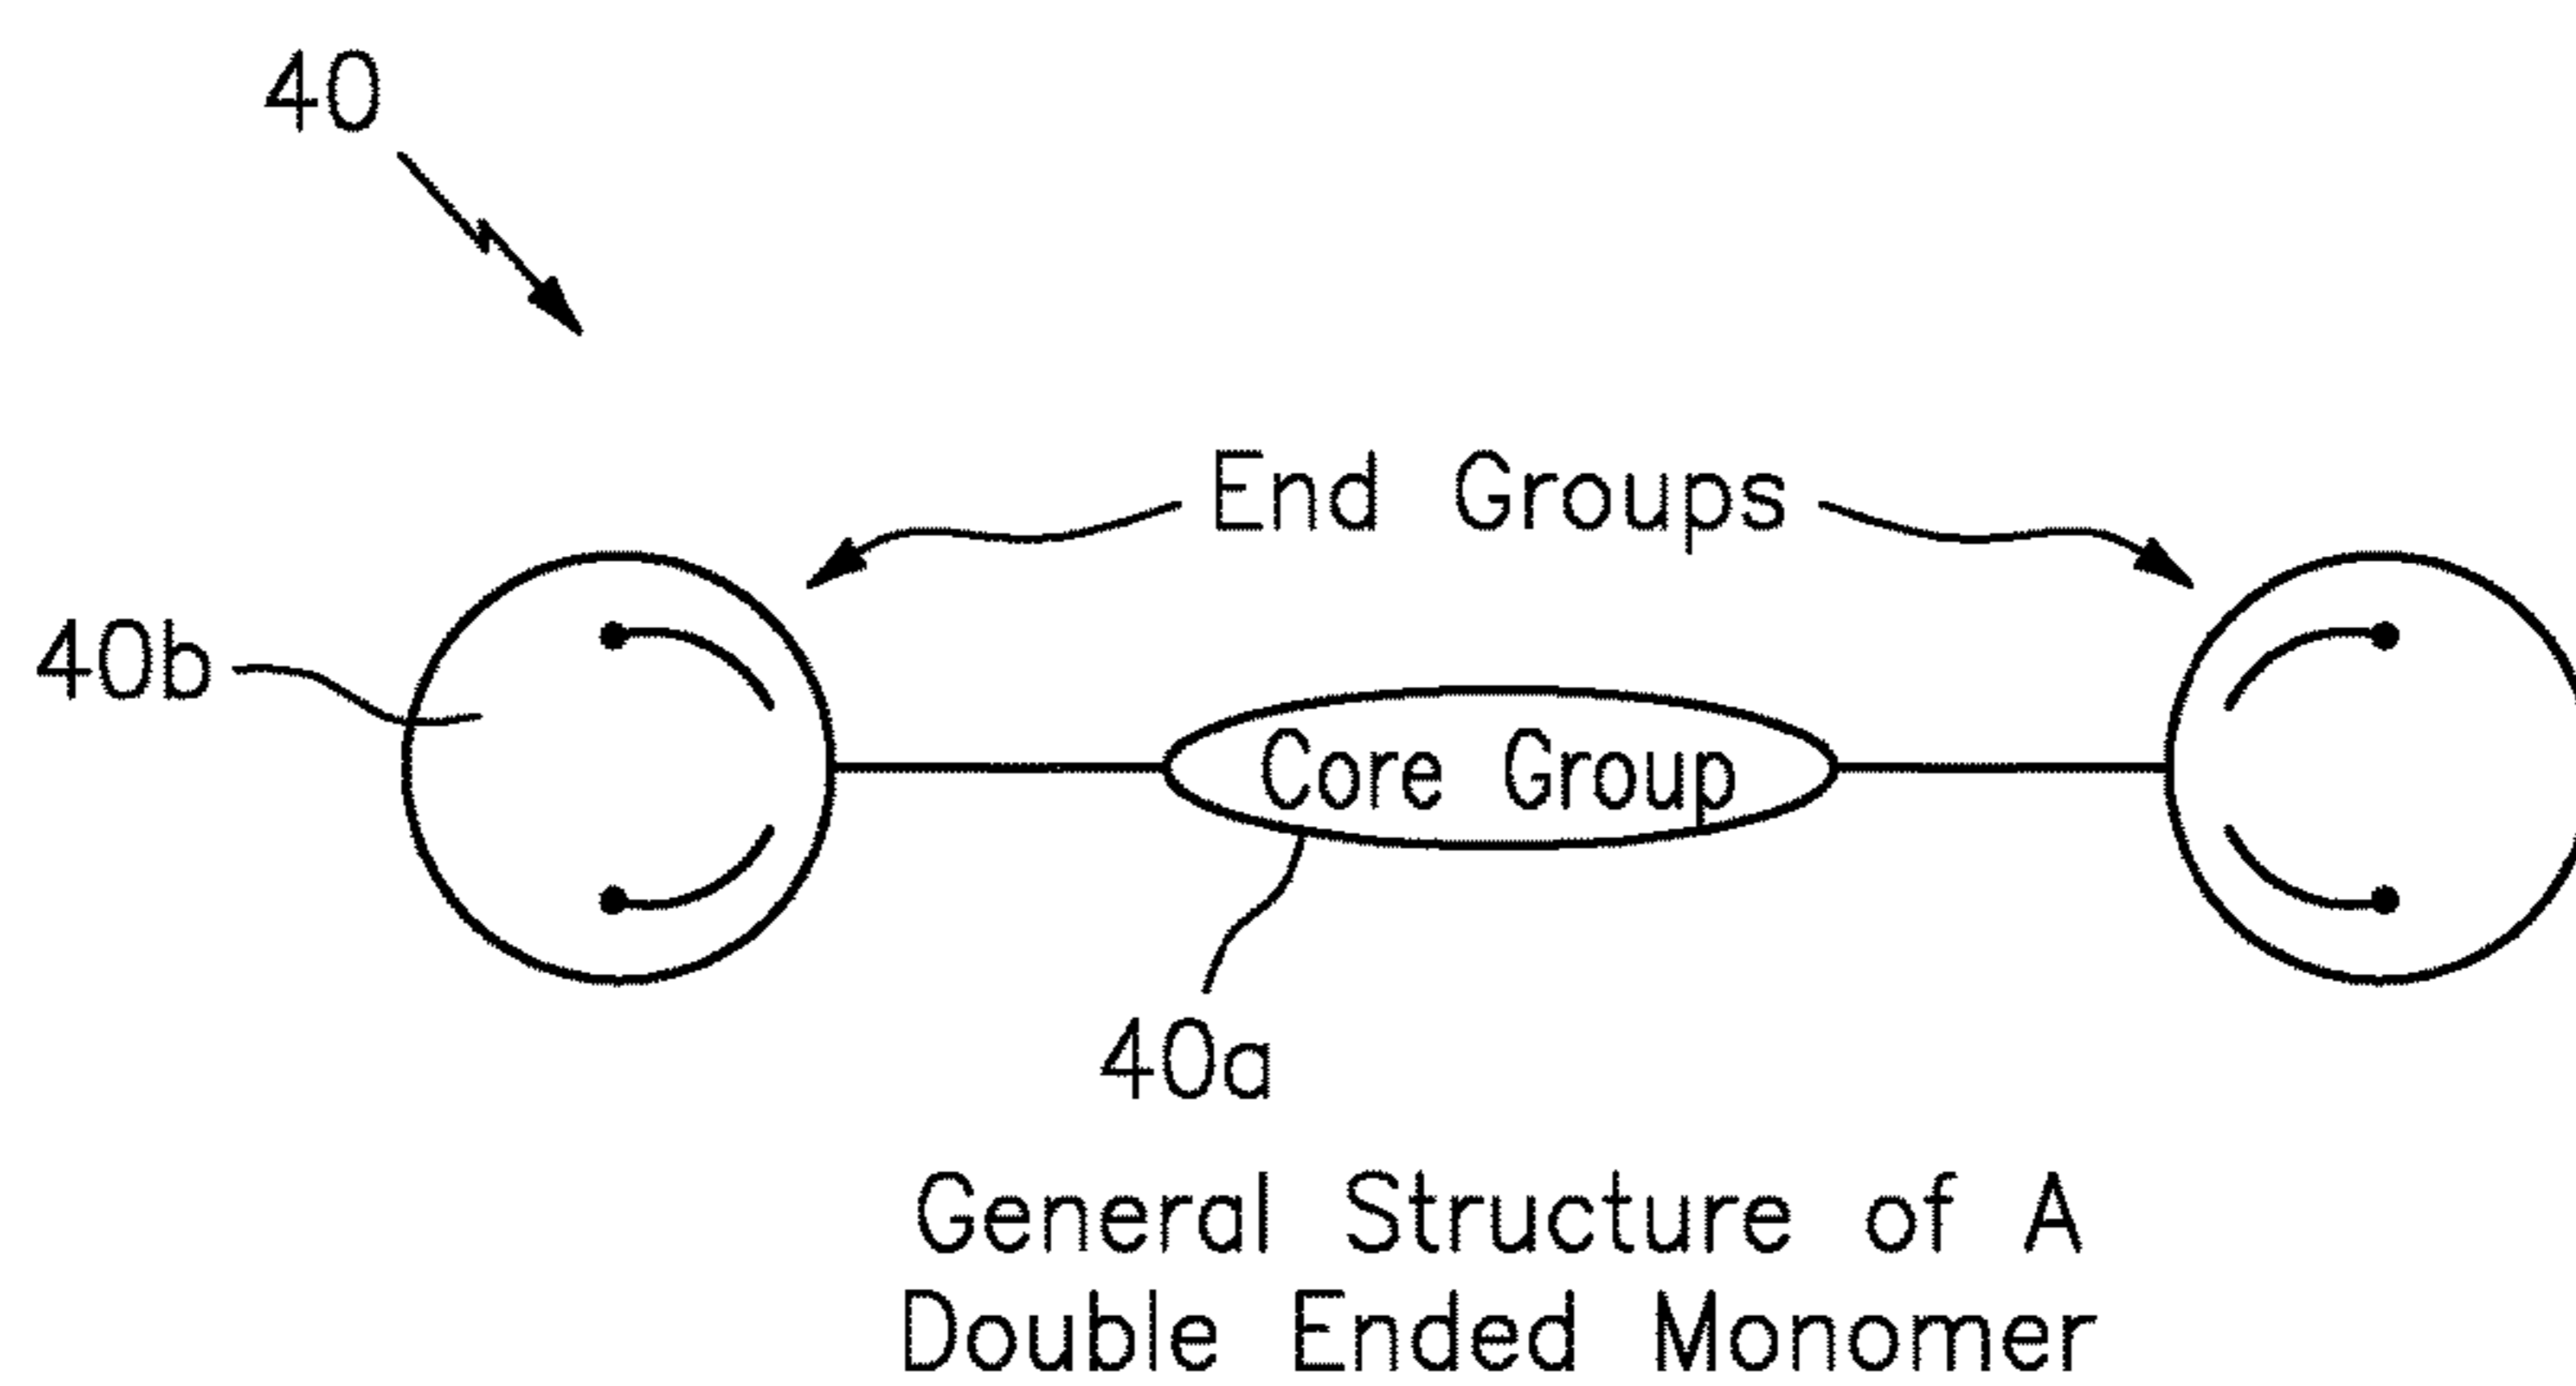 40
End Groups
40b
Core Group
40a
General Structure of A
Double Ended Monomer